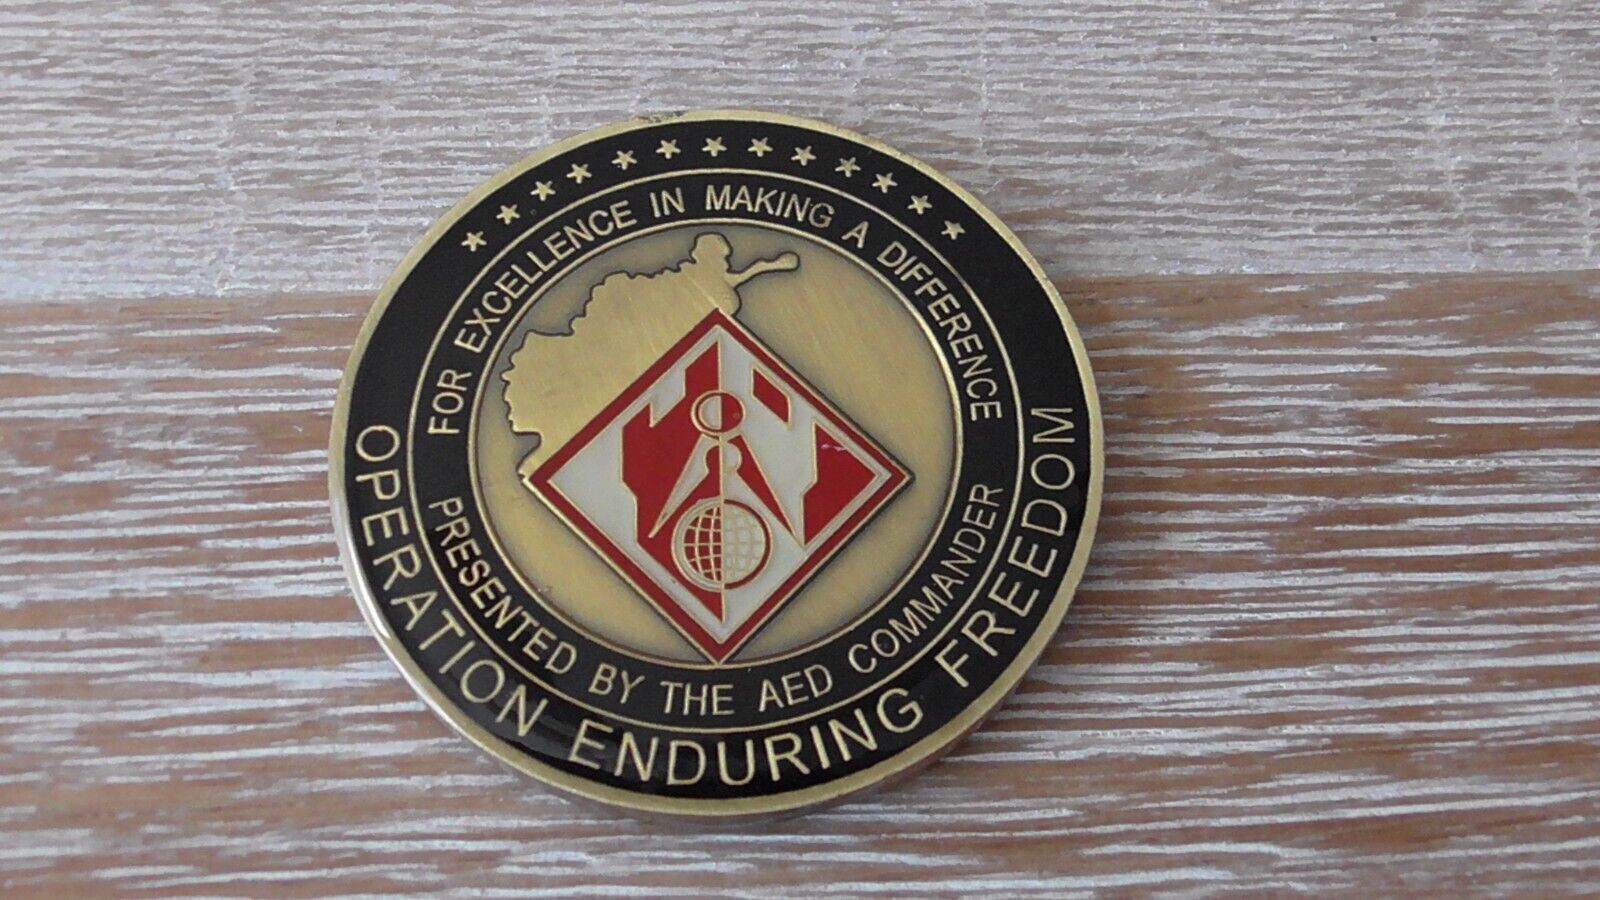 FOR EXCELLENCE IN MAKING A DIFFERENCE
PRESENTED BY THE AED COMMANDER
OPERATION ENDURING FREEDOM